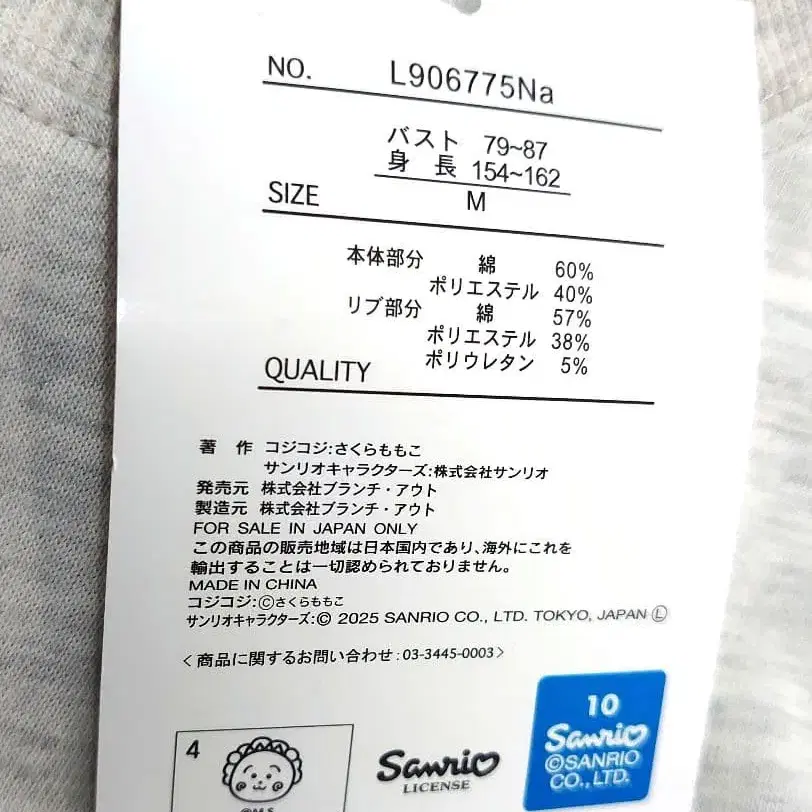 NO. L906775Na
バスト 79~87
身 長 154~162
SIZE M
本体部分 綿 60%
ポリエステル 40%
リブ部分 綿 57%
ポリエステル 38%
ポリウレタン 5%
QUALITY
著 作 コジコジ:さくらももこ
サンリオキャラクターズ:株式会社サンリオ
発売元 株式会社ブランチ・アウト
製造元 株式会社ブランチ・アウト
FOR SALE IN JAPAN ONLY
この商品の販売地域は日本国内であり、海外にこれを
輸出することは一切認められておりません。
MADE IN CHINA
コジコジ:Ⓒさくらももこ
サンリオキャラクターズ:© 2025 SANRIO CO., LTD. TOKYO, JAPAN Ⓛ
<商品に関するお問い合わせ:03-3445-0003>
4
Sanrio
LICENSE
10
Sanrio
©SANRIO
CO., LTD.